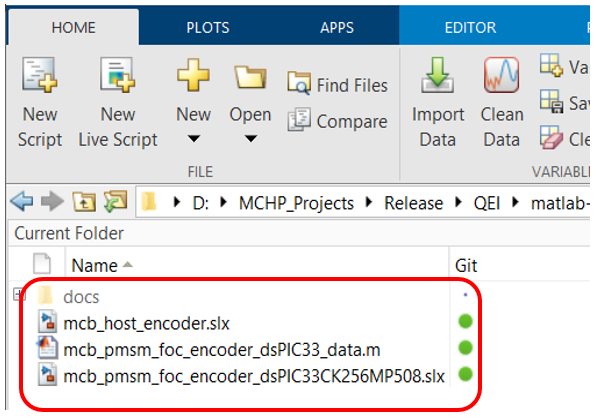 HOME PLOTS APPS EDITOR
New Script
New Live Script
New
Open
Find Files
Compare
Import Data
Clean Data
Va
Sav
Cle
FILE
VARIABL
D: ▸ MCHP_Projects ▸ Release ▸ QEI ▸ matlab-
Current Folder
Name Git
docs
mcb_host_encoder.slx
mcb_pmsm_foc_encoder_dsPIC33_data.m
mcb_pmsm_foc_encoder_dsPIC33CK256MP508.slx